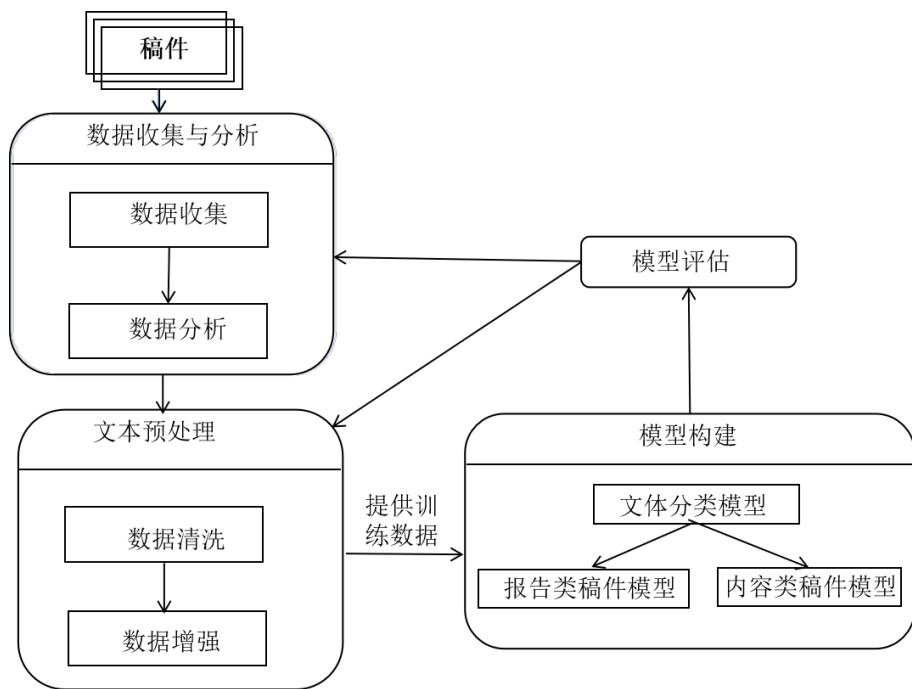 稿件
数据收集与分析
数据收集
数据分析
模型评估
文本预处理
数据清洗
数据增强
提供训
练数据
模型构建
文体分类模型
报告类稿件模型
内容类稿件模型